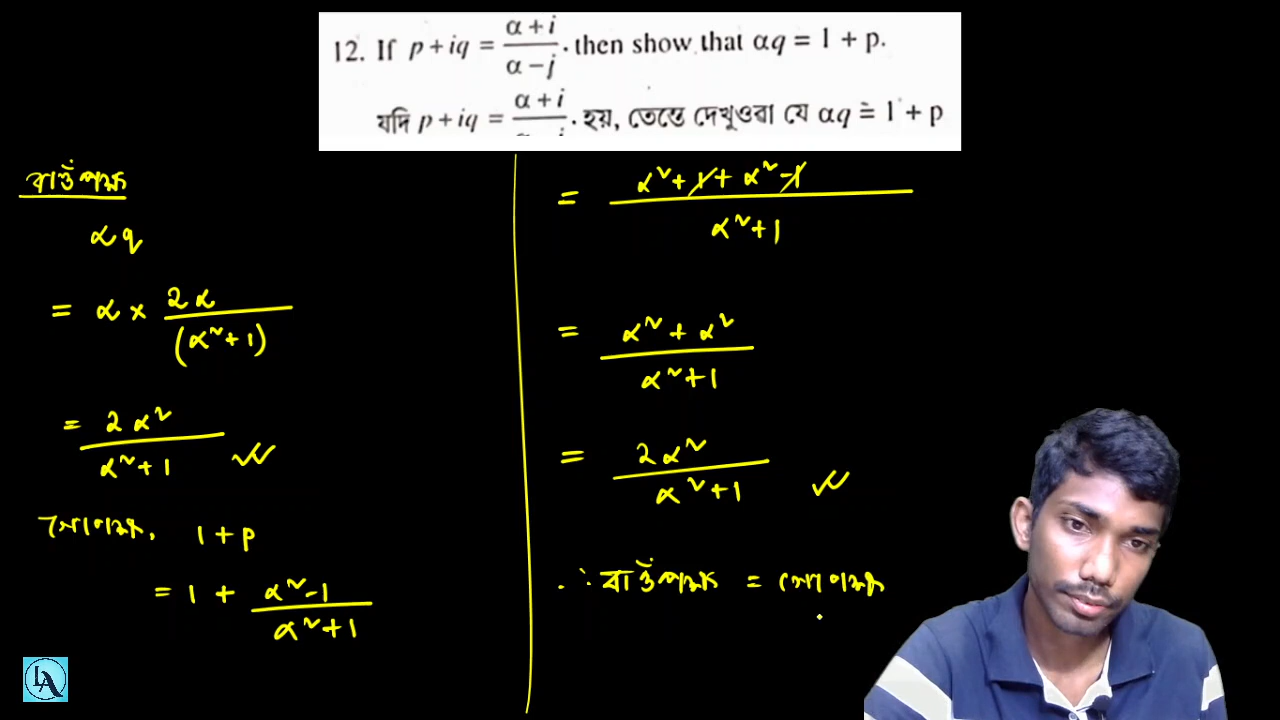 12. If p + iq = (α + i)/(α − j) . then show that αq = 1 + p.
যদি p + iq = α + i . হয়, তেন্তে দেখুওৱা যে αq = 1 + p
বাওঁপক্ষ
αq
= α × 2α/(α² + 1)
= 2α²/(α² + 1)
সোঁপক্ষ, 1 + p
= 1 + (α² - 1)/(α² + 1)
= (α² + 1 + α² - 1)/(α² + 1)
= (α² + α²)/(α² + 1)
= 2α²/(α² + 1)
∴ বাওঁপক্ষ = সোঁপক্ষ
LA